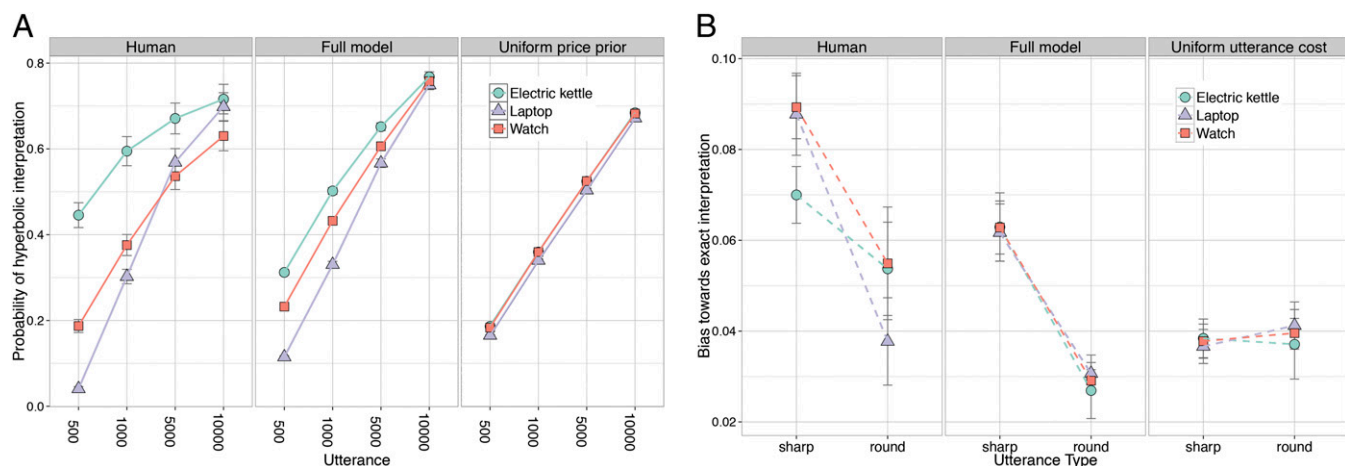 A
Human
Full model
Uniform price prior
Probability of hyperbolic interpretation
0.8
0.6
0.4
0.2
0.0
Electric kettle
Laptop
Watch
500
1000
5000
10000
500
1000
5000
10000
500
1000
5000
10000
Utterance
B
Human
Full model
Uniform utterance cost
Bias towards exact interpretation
0.10
0.08
0.06
0.04
0.02
Electric kettle
Laptop
Watch
sharp
round
sharp
round
sharp
round
Utterance Type